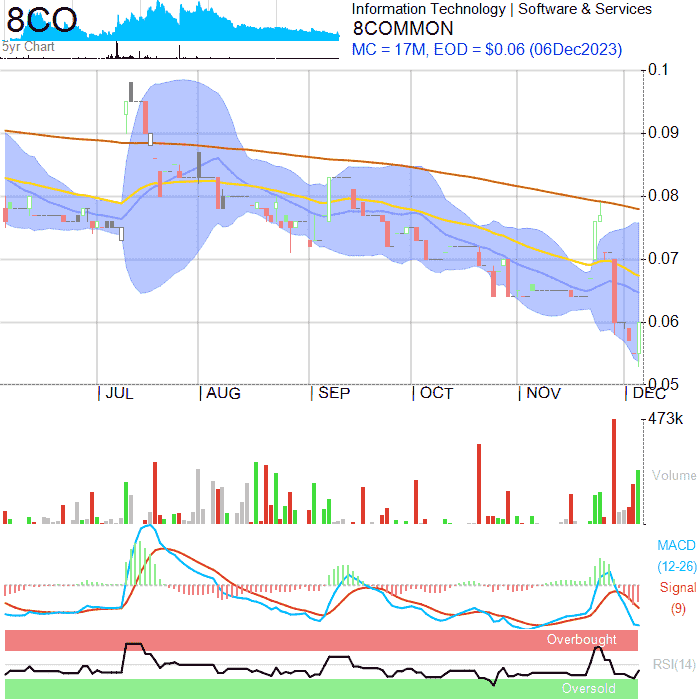 8CO
5yr Chart
Information Technology | Software & Services
8COMMON
MC = 17M, EOD = $0.06 (06Dec2023)
0.1
0.09
0.08
0.07
0.06
0.05
JUL AUG SEP OCT NOV DEC
473k
Volume
MACD
(12-26)
Signal
(9)
Overbought
RSI(14)
Oversold